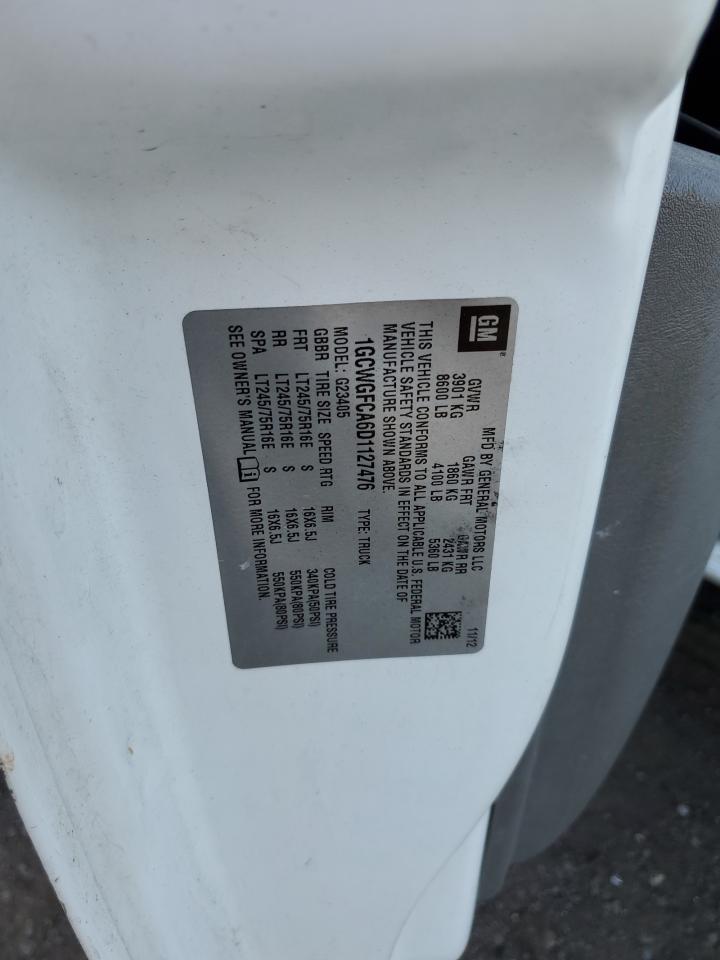 GM
MFD BY GENERAL MOTORS LLC 11/12
GVWR GAWR FRT GAWR RR
3901 KG 1860 KG 2431 KG
8600 LB 4100 LB 5360 LB
THIS VEHICLE CONFORMS TO ALL APPLICABLE U.S. FEDERAL MOTOR
VEHICLE SAFETY STANDARDS IN EFFECT ON THE DATE OF
MANUFACTURE SHOWN ABOVE.
1GCWGFCA6D1127476 TYPE: TRUCK
MODEL: G23405
GBBR TIRE SIZE SPEED RTG RIM COLD TIRE PRESSURE
FRT LT245/75R16E S 16X6.5J 340KPA(50PSI)
RR LT245/75R16E S 16X6.5J 550KPA(80PSI)
SPA LT245/75R16E S 16X6.5J 550KPA(80PSI)
SEE OWNER'S MANUAL FOR MORE INFORMATION.